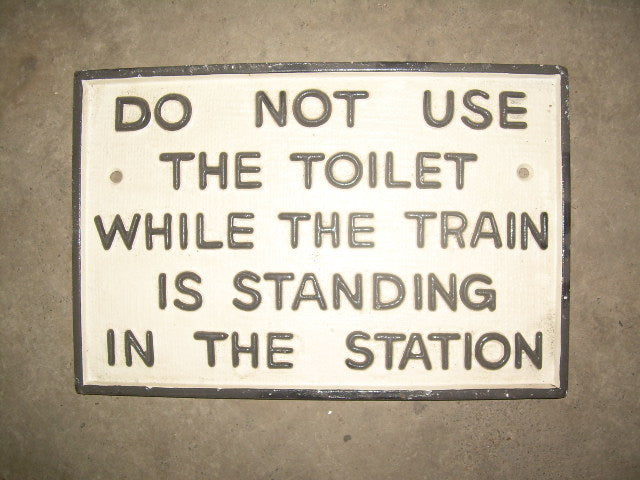 DO NOT USE
THE TOILET
WHILE THE TRAIN
IS STANDING
IN THE STATION